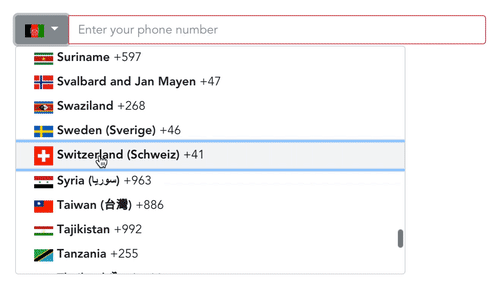 Enter your phone number
Suriname +597
Svalbard and Jan Mayen +47
Swaziland +268
Sweden (Sverige) +46
Switzerland (Schweiz) +41
Syria (سوريا) +963
Taiwan (台灣) +886
Tajikistan +992
Tanzania +255